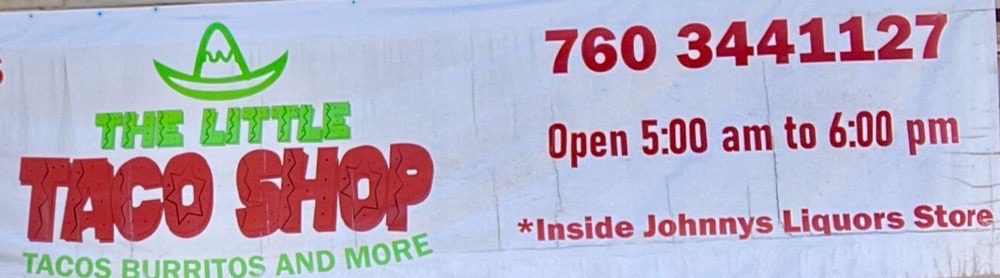 THE LITTLE
TACO SHOP
TACOS BURRITOS AND MORE
760 3441127
Open 5:00 am to 6:00 pm
*Inside Johnnys Liquors Store